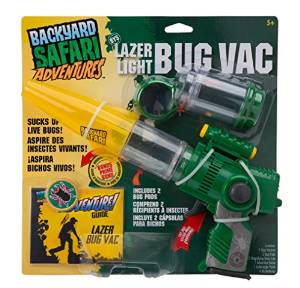 BACKYARD
SAFARI
ADVENTURES
LAZER
LIGHT
BUG VAC
5+
SUCKS UP
LIVE BUGS!
ASPIRE DES
INSECTES VIVANTS!
¡ASPIRA
BICHOS VIVOS!
BONUS
GUIDE
LAZER
BUG VAC
INCLUDES 2
BUG PODS
COMPREND 2
RÉCIPIENTS À INSECTES
INCLUYE 2 CÁPSULAS
PARA BICHOS